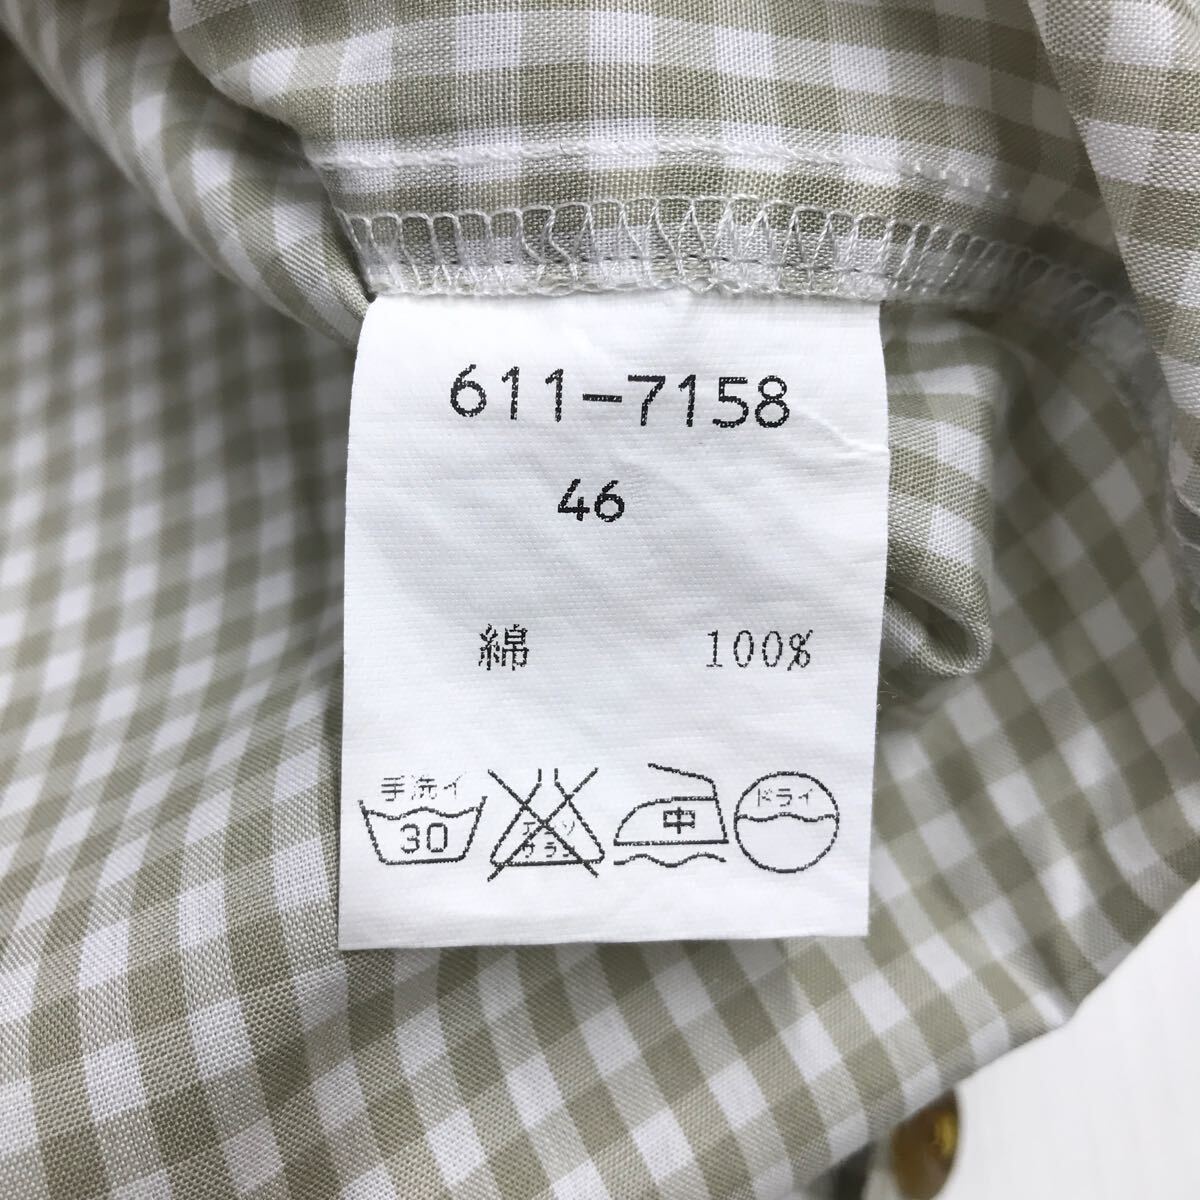 611-7158
46
綿 100%
手洗イ
30
エンソ
サラシ
中
ドライ